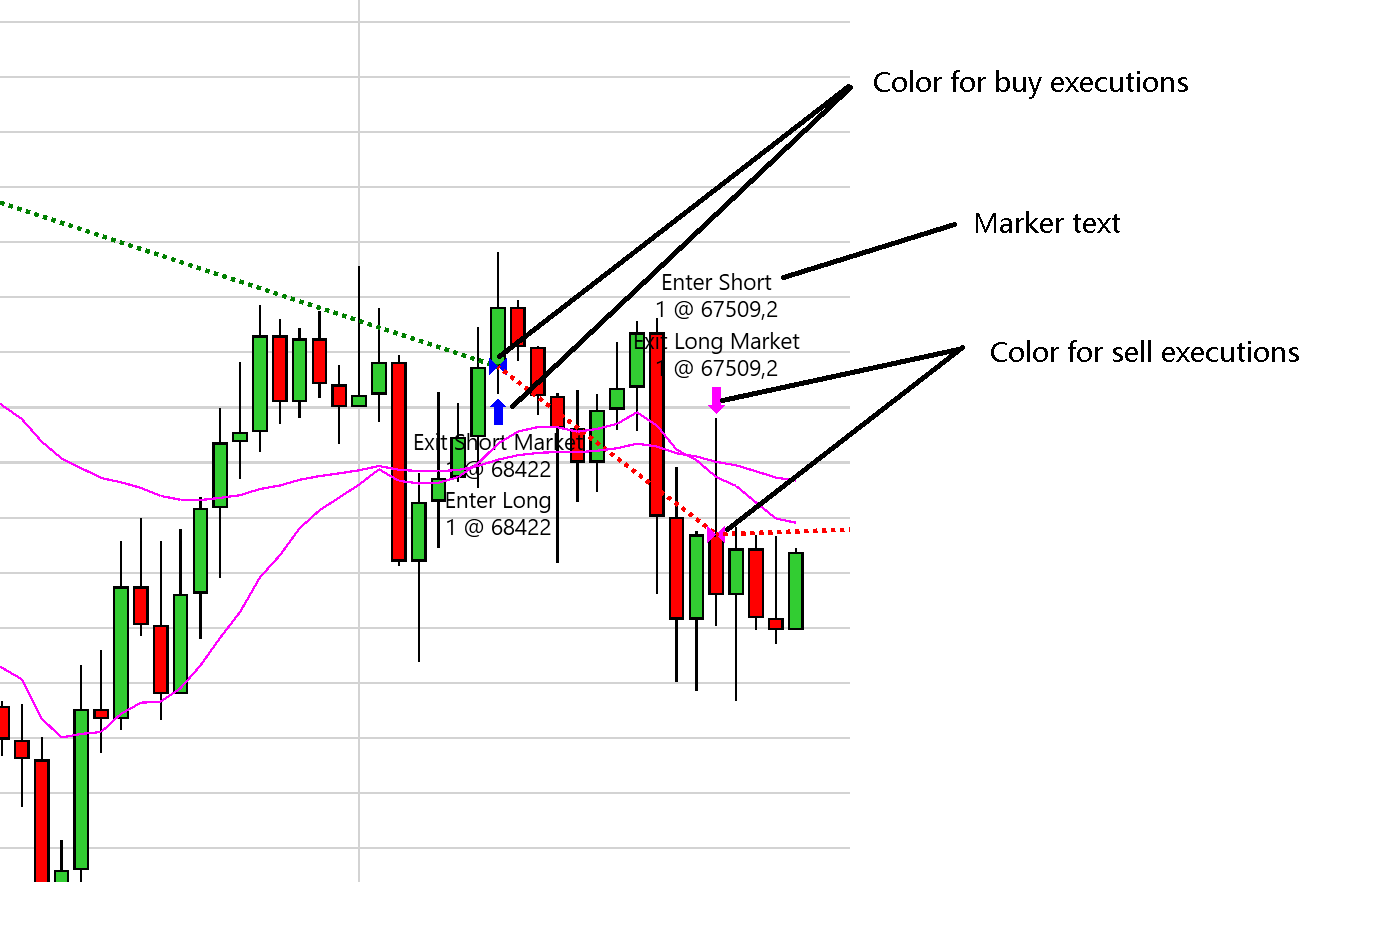 Color for buy executions
Marker text
Enter Short
1 @ 67509,2
Exit Long Market
1 @ 67509,2
Color for sell executions
Exit Short Market
1 @ 68422
Enter Long
1 @ 68422